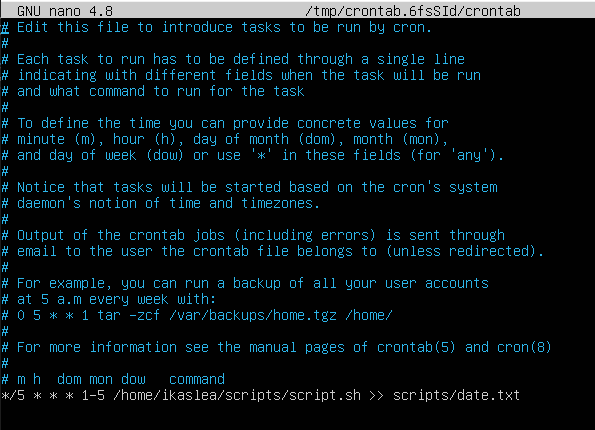 GNU nano 4.8 /tmp/crontab.6fsSId/crontab
# Edit this file to introduce tasks to be run by cron.
#
# Each task to run has to be defined through a single line
# indicating with different fields when the task will be run
# and what command to run for the task
#
# To define the time you can provide concrete values for
# minute (m), hour (h), day of month (dom), month (mon),
# and day of week (dow) or use '*' in these fields (for 'any').
#
# Notice that tasks will be started based on the cron's system
# daemon's notion of time and timezones.
#
# Output of the crontab jobs (including errors) is sent through
# email to the user the crontab file belongs to (unless redirected).
#
# For example, you can run a backup of all your user accounts
# at 5 a.m every week with:
# 0 5 * * 1 tar -zcf /var/backups/home.tgz /home/
#
# For more information see the manual pages of crontab(5) and cron(8)
#
# m h  dom mon dow   command
*/5 * * * 1-5 /home/ikaslea/scripts/script.sh >> scripts/date.txt